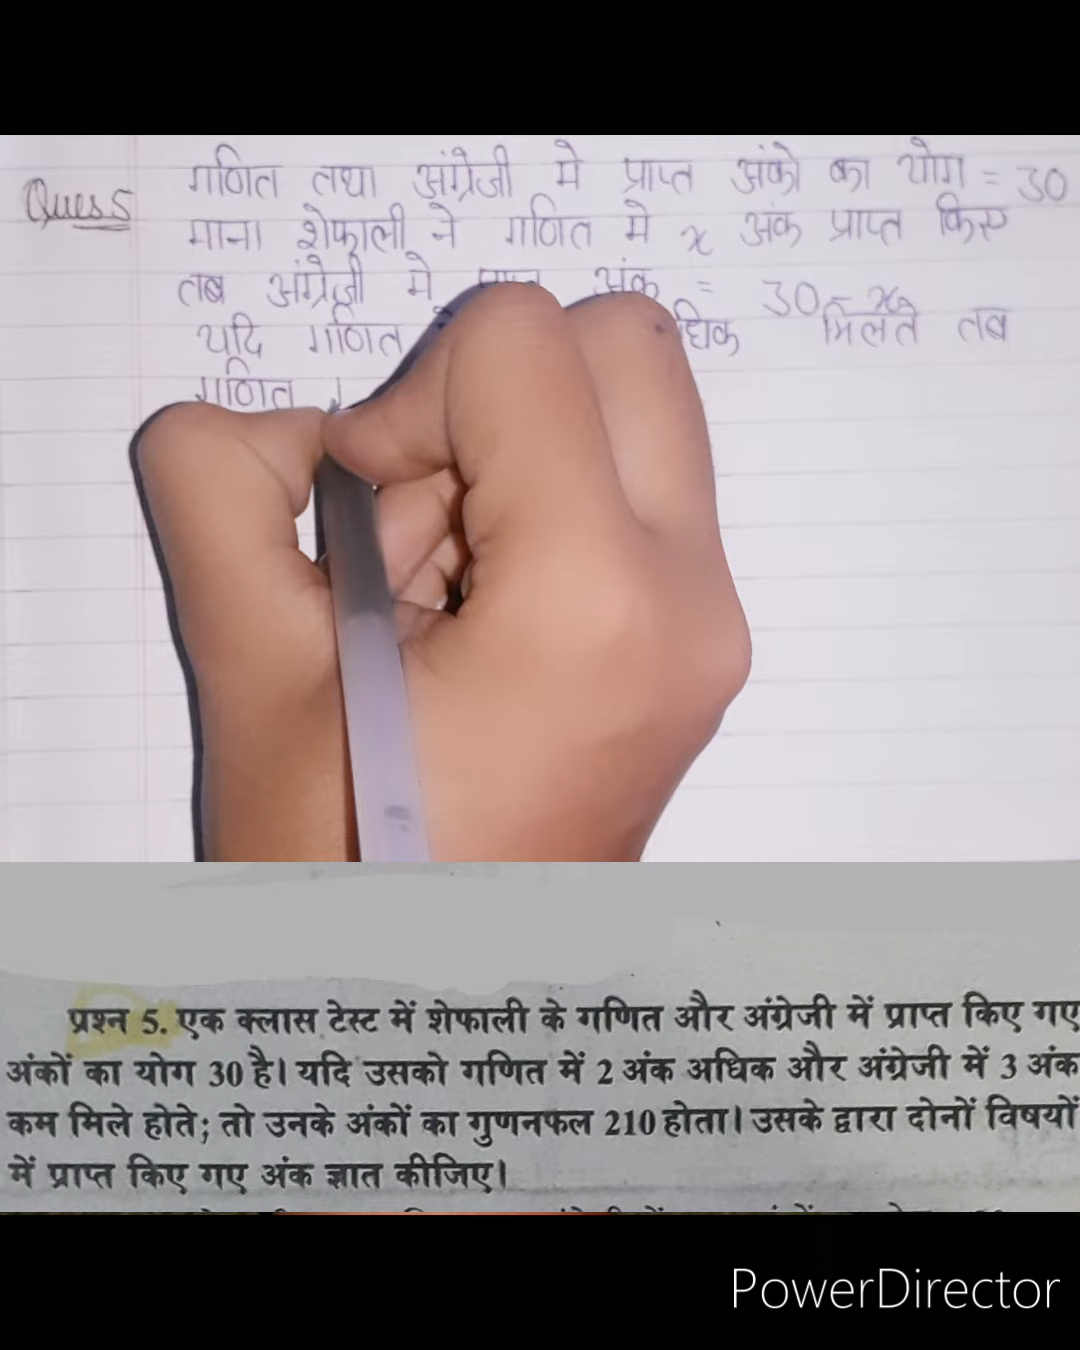 Ques 5
गणित तथा अंग्रेजी मे प्राप्त अंको का योग = 30
माना शेफाली ने गणित मे x अंक प्राप्त किए
तब अंग्रेजी मे अंक = 30 - x
यदि गणित मिलते तब
गणित
प्रश्न 5. एक क्लास टेस्ट में शेफाली के गणित और अंग्रेजी में प्राप्त किए गए
अंकों का योग 30 है। यदि उसको गणित में 2 अंक अधिक और अंग्रेजी में 3 अंक
कम मिले होते; तो उनके अंकों का गुणनफल 210 होता। उसके द्वारा दोनों विषयों
में प्राप्त किए गए अंक ज्ञात कीजिए।
PowerDirector